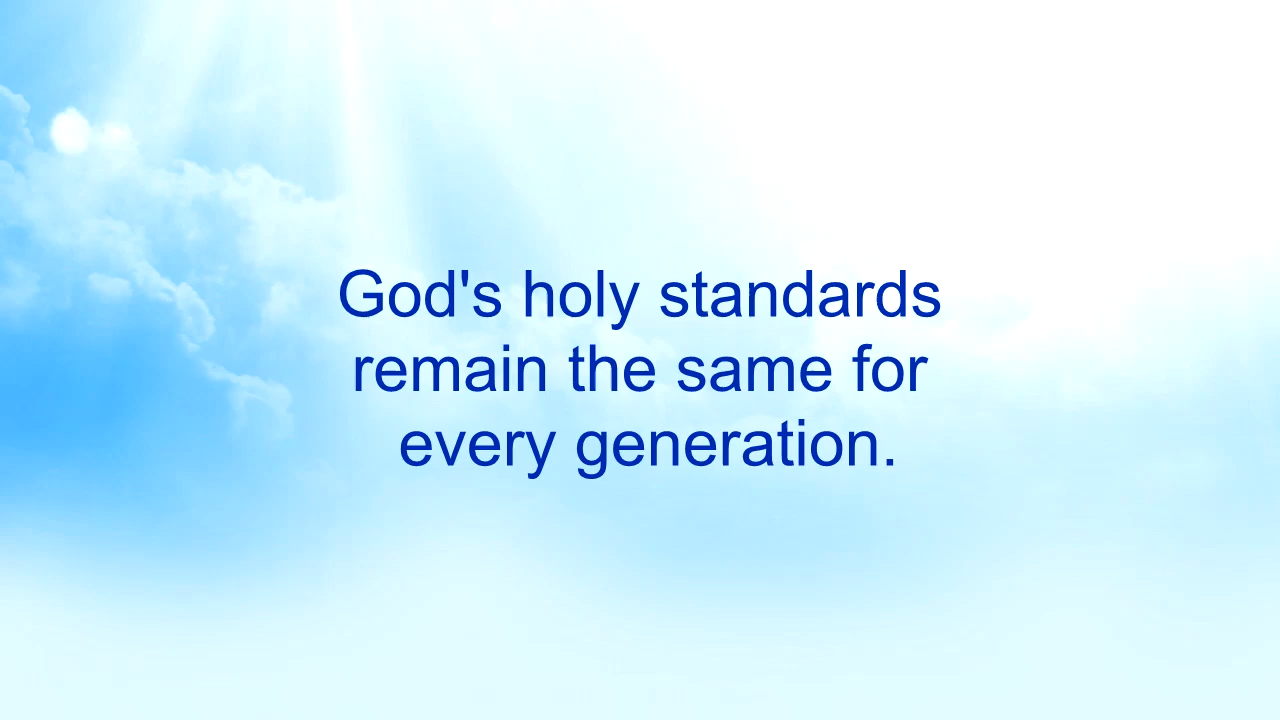 God's holy standards
remain the same for
every generation.